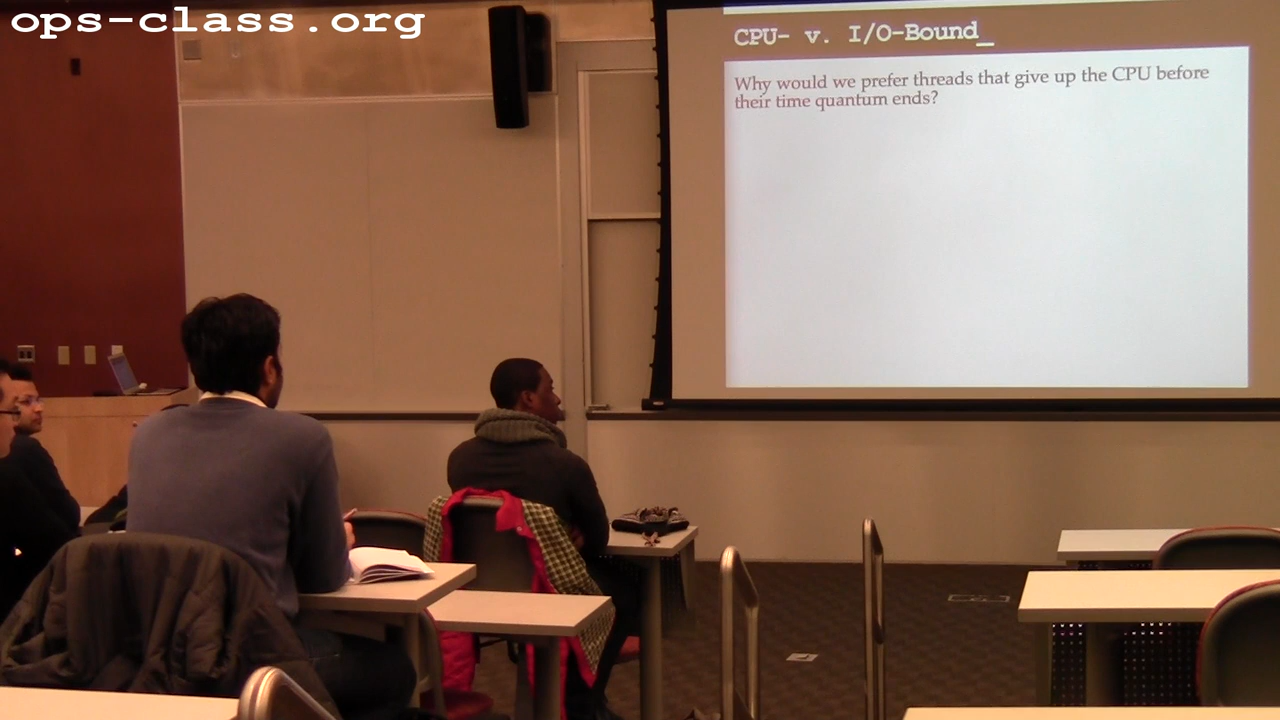 ops-class.org
CPU- v. I/O-Bound_
Why would we prefer threads that give up the CPU before
their time quantum ends?